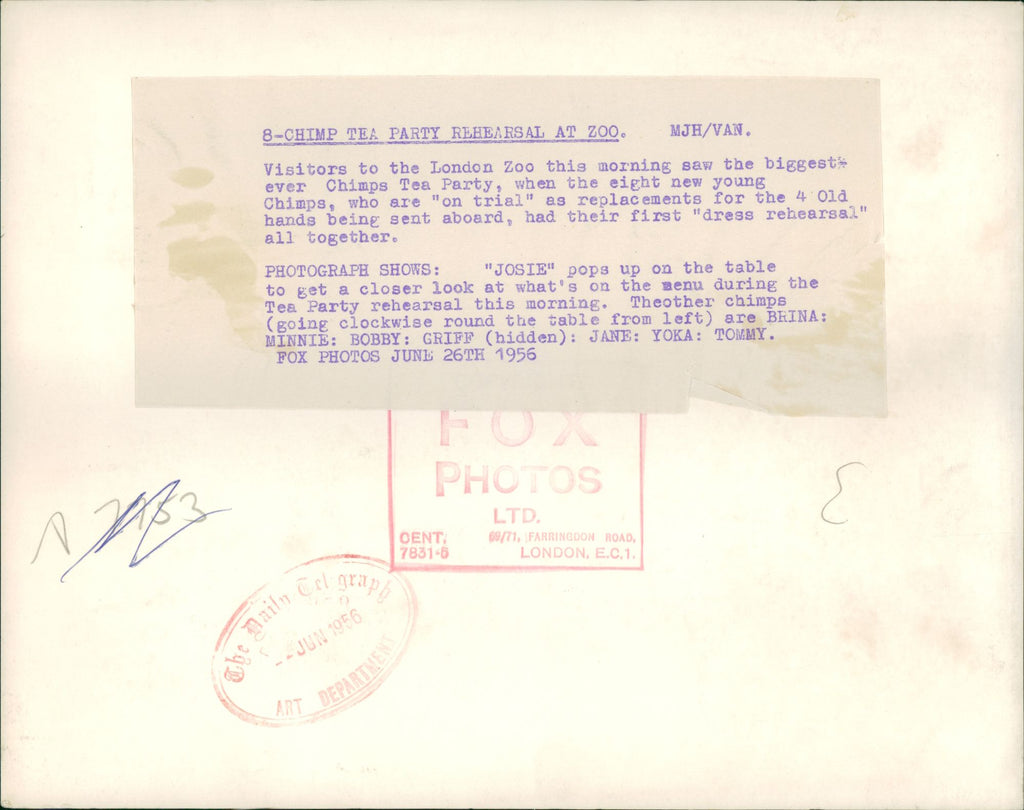 8-CHIMP TEA PARTY REHEARSAL AT ZOO. MJH/VAN.
Visitors to the London Zoo this morning saw the biggest
ever Chimps Tea Party, when the eight new young
Chimps, who are "on trial" as replacements for the 4 Old
hands being sent aboard, had their first "dress rehearsal"
all together.
PHOTOGRAPH SHOWS: "JOSIE" pops up on the table
to get a closer look at what's on the menu during the
Tea Party rehearsal this morning. Theother chimps
(going clockwise round the table from left) are BRINA:
MINNIE: BOBBY: GRIFF (hidden): JANE: YOKA: TOMMY.
FOX PHOTOS JUNE 26TH 1956
FOX
PHOTOS
LTD.
CENT. 69/71, FARRINGDON ROAD,
7831-5 LONDON, E.C.1.
The Daily Telegraph
JUN 1956
ART DEPARTMENT